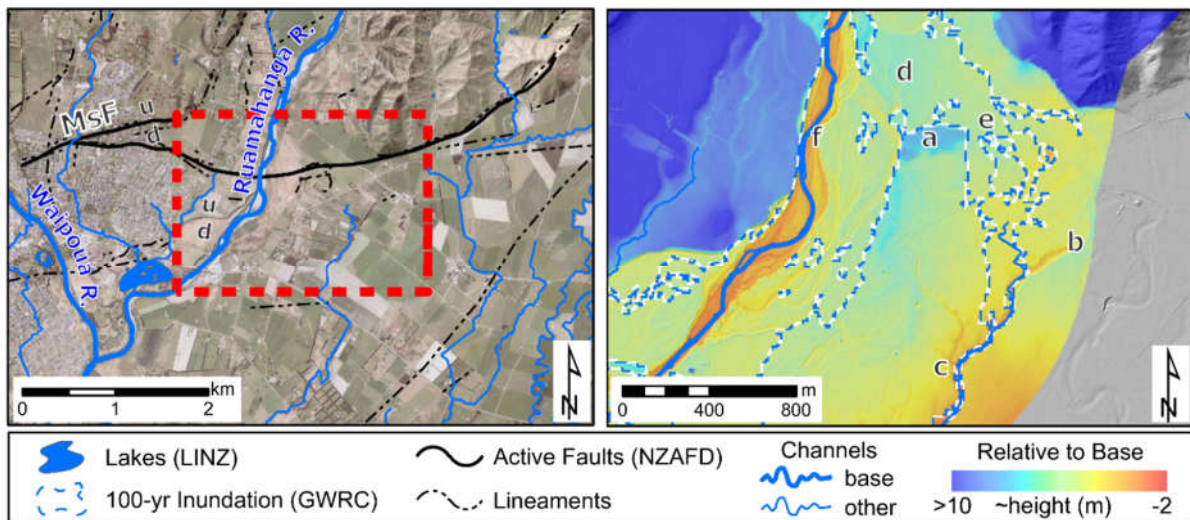 MsF
u
d
Ruamahanga R.
u
d
Waipoua R.
km
0 1 2
N
d
a
e
f
b
c
m
0 400 800
N
Lakes (LINZ)
100-yr Inundation (GWRC)
Active Faults (NZAFD)
Lineaments
Channels
base
other
Relative to Base
>10 ~height (m) -2